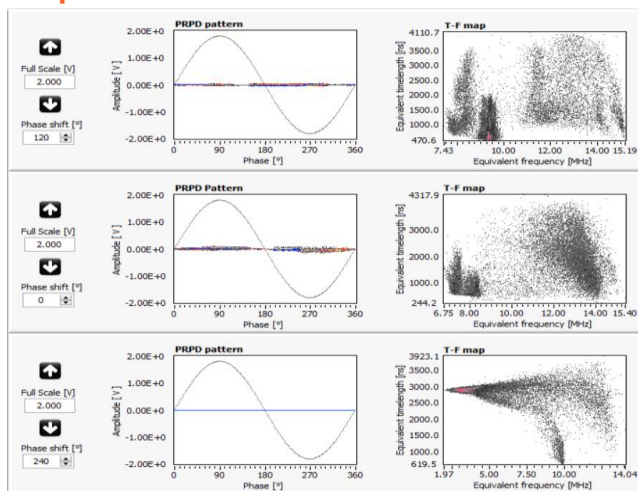 PRPD pattern
T-F map
Full Scale [V]
2.000
Phase shift [°]
120
Amplitude [V]
2.00E+0
1.00E+0
0.00E+0
-1.00E+0
-2.00E+0
0 90 180 270 360
Phase [°]
Equivalent timelength [ns]
4110.7
3500.0
3000.0
2500.0
2000.0
1500.0
1000.0
470.6
7.43 10.00 12.00 15.19
Equivalent frequency [MHz]
PRPD Pattern
T-F map
Full Scale [V]
2.000
Phase shift [°]
0
Amplitude [V]
2.00E+0
1.00E+0
0.00E+0
-1.00E+0
-2.00E+0
0 90 180 270 360
Phase [°]
Equivalent timelength [ns]
4317.9
3000.0
2000.0
1000.0
244.2
6.75 8.00 10.00 12.00 15.40
Equivalent frequency [MHz]
PRPD pattern
T-F map
Full Scale [V]
2.000
Phase shift [°]
240
Amplitude [V]
2.00E+0
1.00E+0
0.00E+0
-1.00E+0
-2.00E+0
0 90 180 270 360
Phase [°]
Equivalent timelength [ns]
3923.1
3000.0
2500.0
2000.0
1500.0
619.5
1.97 5.00 7.50 10.00 14.04
Equivalent frequency [MHz]